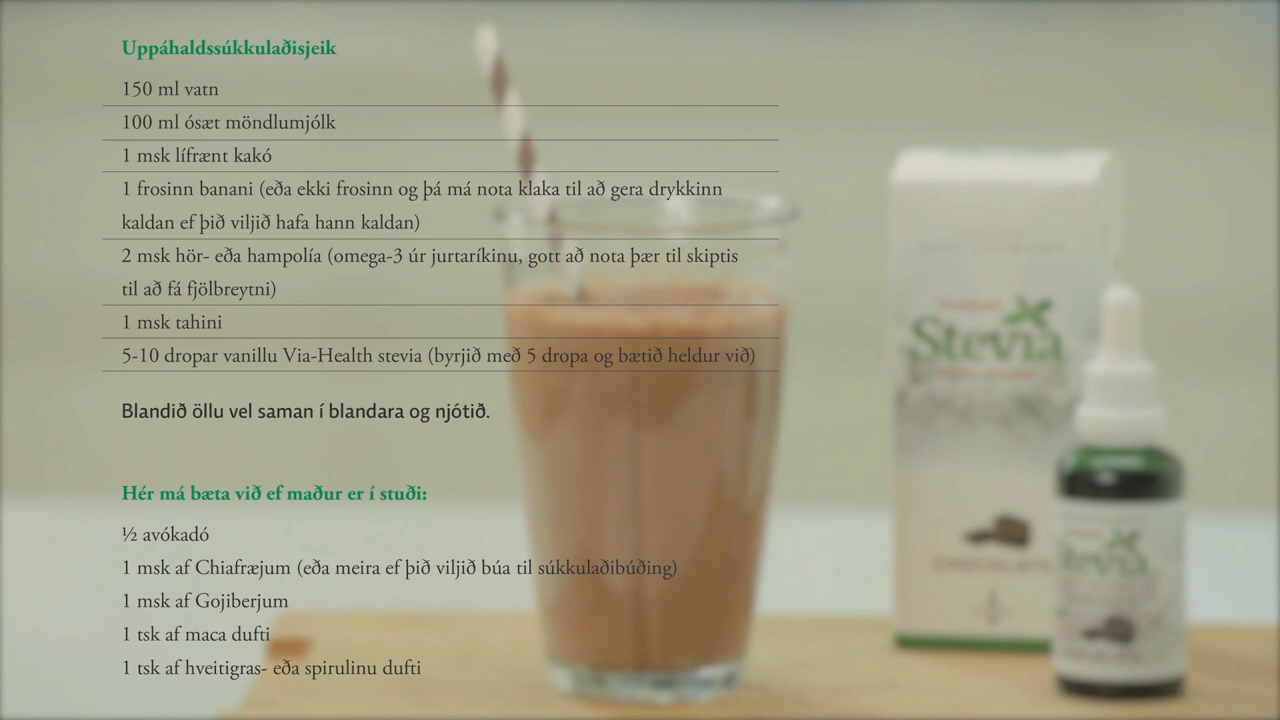 Uppáhaldssúkkulaðisjeik
150 ml vatn
100 ml ósæt möndlumjólk
1 msk lífrænt kakó
1 frosinn banani (eða ekki frosinn og þá má nota klaka til að gera drykkinn
kaldan ef þið viljið hafa hann kaldan)
2 msk hör- eða hampolía (omega-3 úr jurtaríkinu, gott að nota þær til skiptis
til að fá fjölbreytni)
1 msk tahini
5-10 dropar vanillu Via-Health stevia (byrjið með 5 dropa og bætið heldur við)
Blandið öllu vel saman í blandara og njótið.
Hér má bæta við ef maður er í stuði:
½ avókadó
1 msk af Chiafræjum (eða meira ef þið viljið búa til súkkulaðibúðing)
1 msk af Gojiberjum
1 tsk af maca dufti
1 tsk af hveitigras- eða spirulinu dufti
Stevia
CHOCOLATE
Stevia